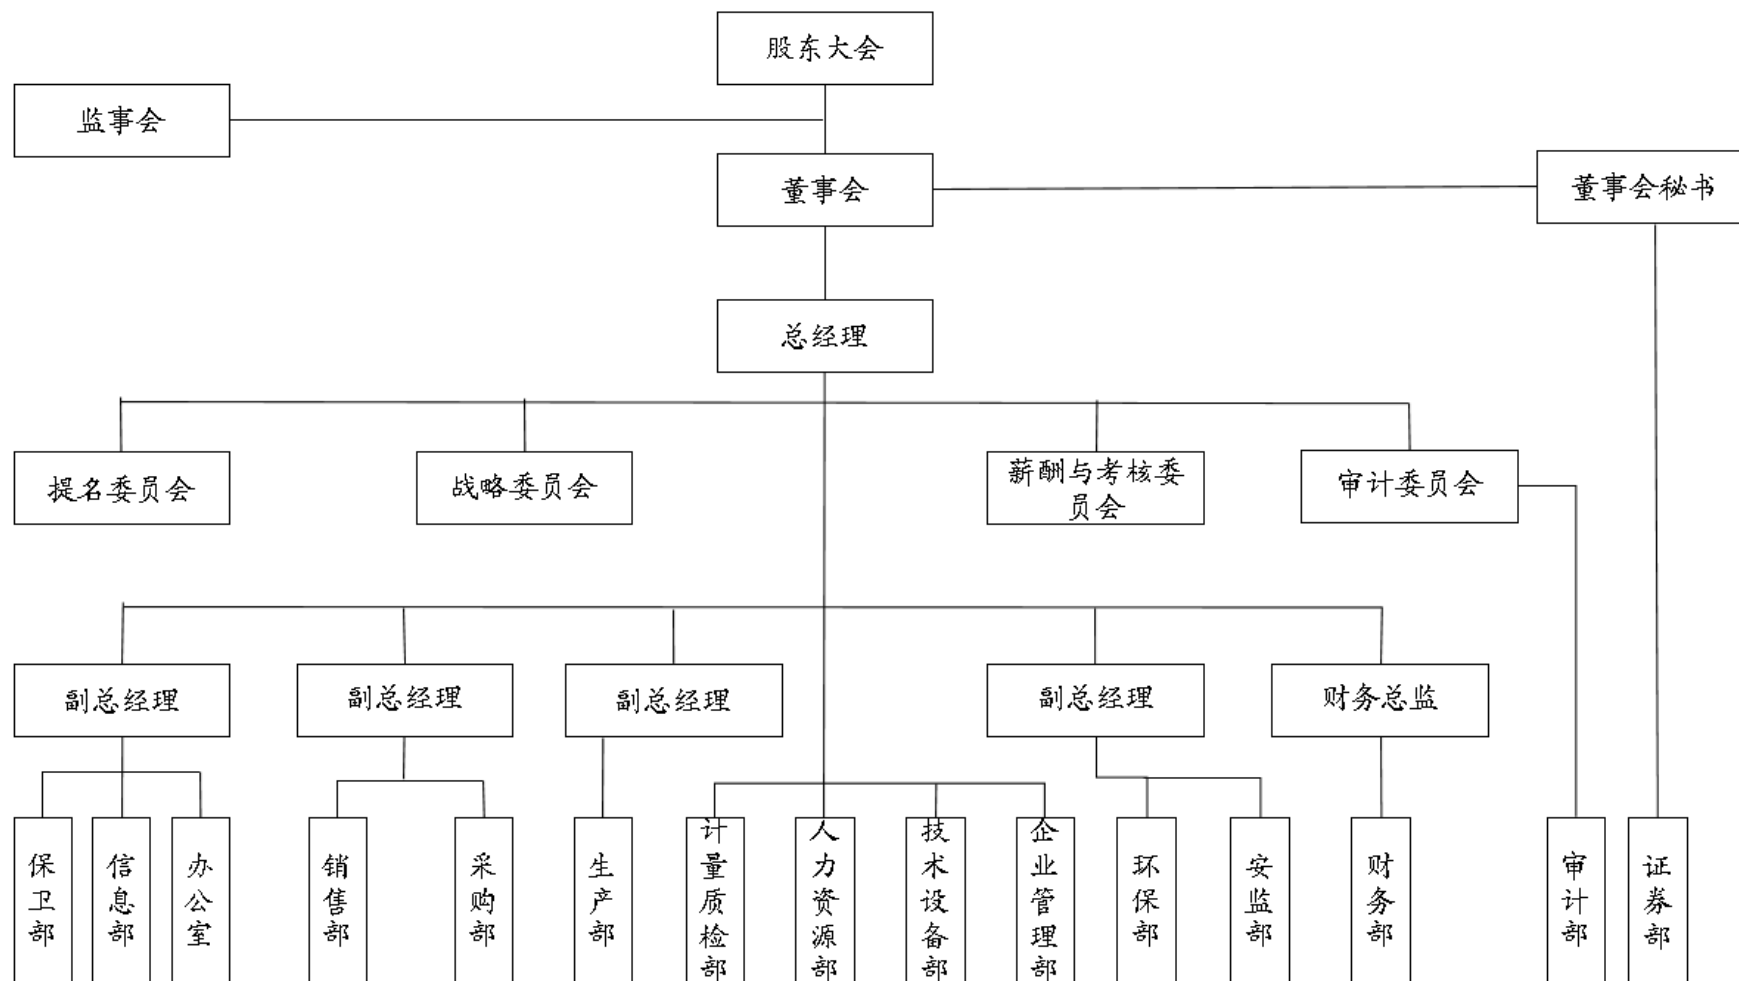 股东大会
监事会
董事会
董事会秘书
总经理
提名委员会
战略委员会
薪酬与考核委
员会
审计委员会
副总经理
副总经理
副总经理
副总经理
财务总监
保卫部
信息部
办公室
销售部
采购部
生产部
计量质检部
人力资源部
技术设备部
企业管理部
环保部
安监部
财务部
审计部
证券部